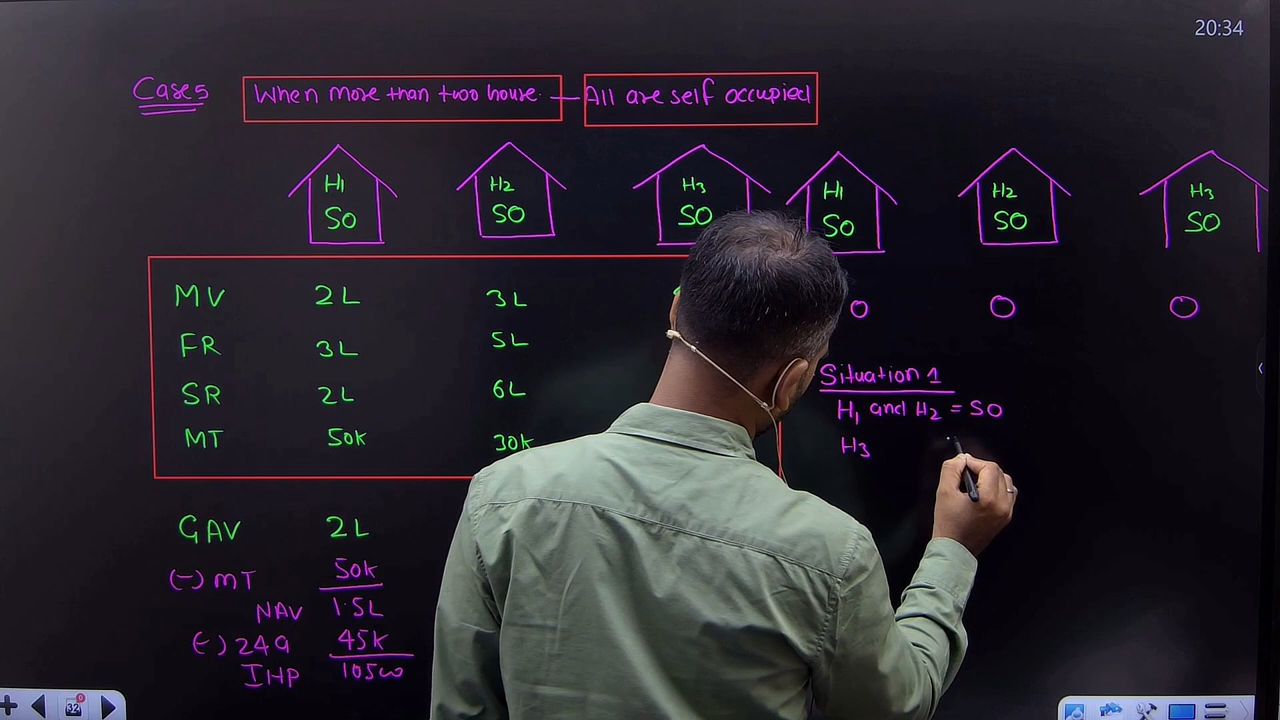 20:34
Case5 When more than two house. — All are self occupied
H1 H2 H3 H1 H2 H3
SO SO SO SO SO SO
MV 2L 3L
0 0 0
FR 3L 5L
SR 2L 6L
MT 50K 30K
Situation 1
H1 and H2 = SO
H3
GAV 2L
(-) MT 50K
NAV 1.5L
(-) 24a 45K
IHP 10500
32